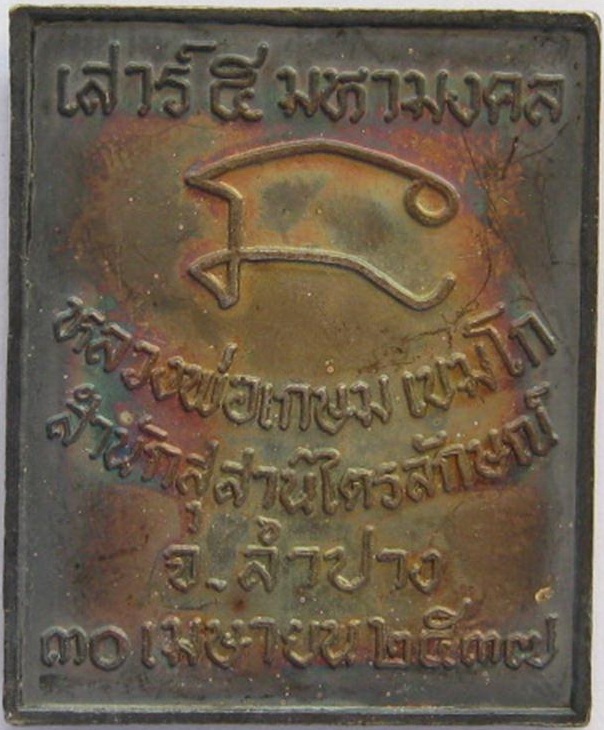 เสาร์ ๕ มหามงคล
หลวงพ่อเกษม เขมโก
สำนักสุสานไตรลักษณ์
จ.ลำปาง
๓๐ เมษายน ๒๕๓๗